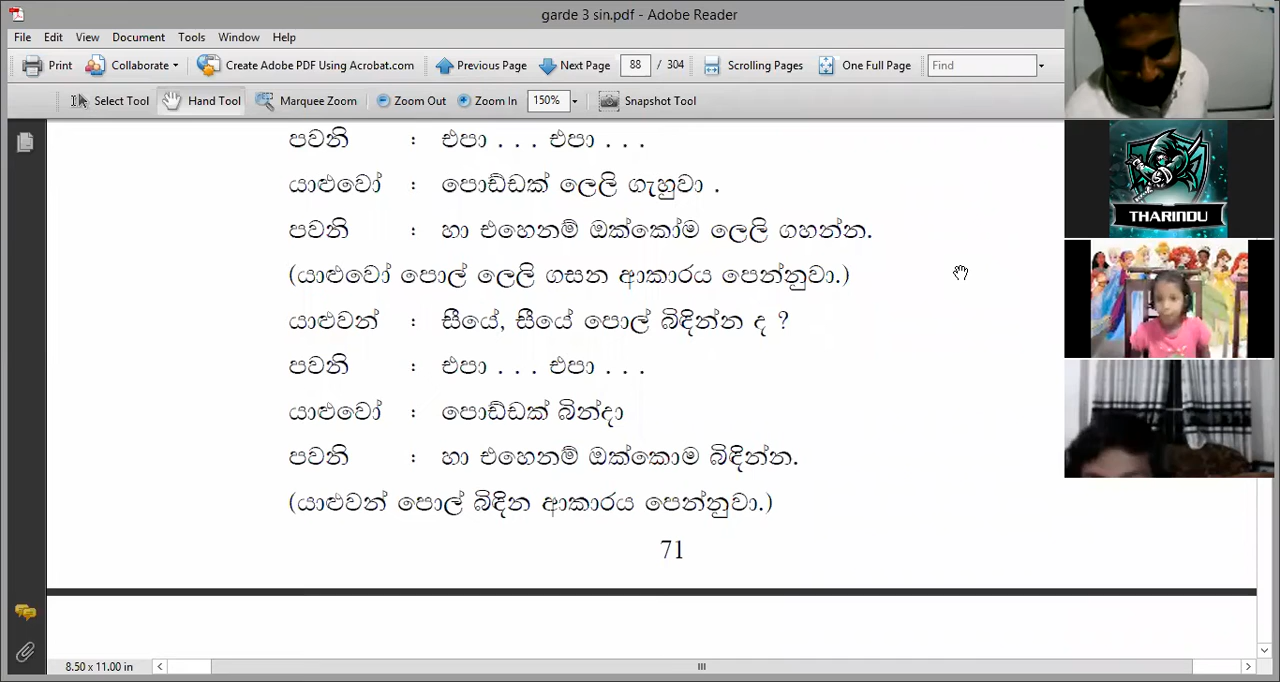 garde 3 sin.pdf - Adobe Reader
File Edit View Document Tools Window Help
Print Collaborate Create Adobe PDF Using Acrobat.com Previous Page Next Page 88 / 304 Scrolling Pages One Full Page Find
Select Tool Hand Tool Marquee Zoom Zoom Out Zoom In 150% Snapshot Tool
පවනි : එපා . . . එපා . . .
යාළුවෝ : පොඩ්ඩක් ලෙලි ගැහුවා .
පවනි : හා එහෙනම් ඔක්කෝම ලෙලි ගහන්න.
(යාළුවෝ පොල් ලෙලි ගසන ආකාරය පෙන්නුවා.)
යාළුවන් : සීයේ, සීයේ පොල් බිඳින්න ද ?
පවනි : එපා . . . එපා . . .
යාළුවෝ : පොඩ්ඩක් බින්දා
පවනි : හා එහෙනම් ඔක්කොම බිඳින්න.
(යාළුවන් පොල් බිඳින ආකාරය පෙන්නුවා.)
71
8.50 x 11.00 in
THARINDU